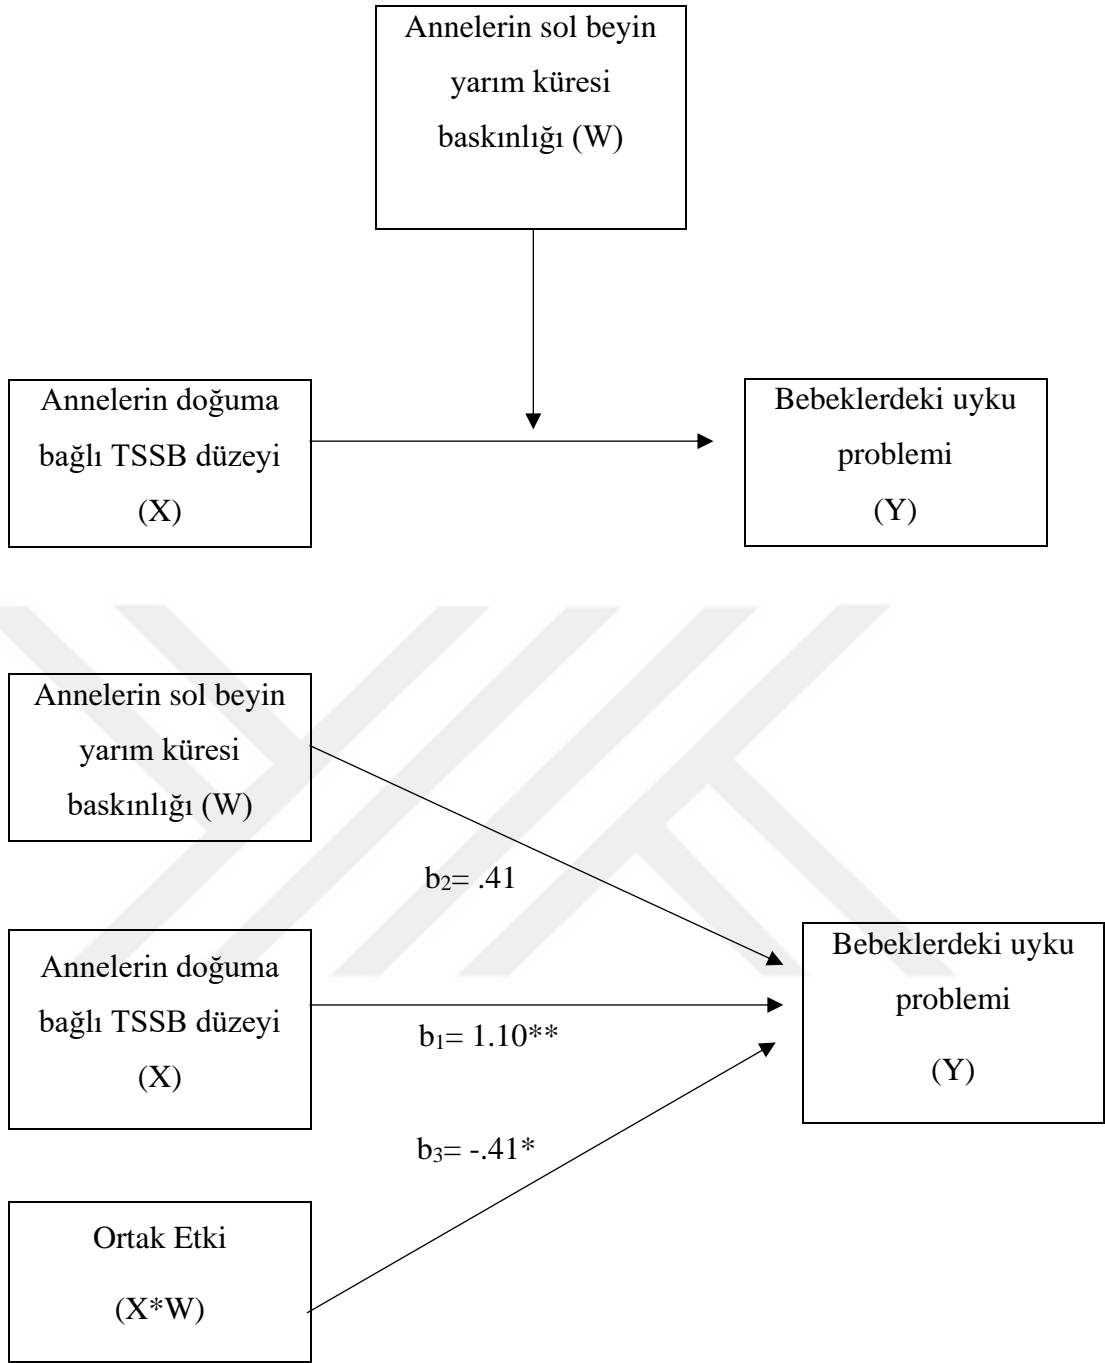 Annelerin sol beyin
yarım küresi
baskınlığı (W)
Annelerin doğuma
bağlı TSSB düzeyi
(X)
Bebeklerdeki uyku
problemi
(Y)
Annelerin sol beyin
yarım küresi
baskınlığı (W)
b₂= .41
Annelerin doğuma
bağlı TSSB düzeyi
(X)
b₁= 1.10**
Bebeklerdeki uyku
problemi
(Y)
b₃= -.41*
Ortak Etki
(X*W)